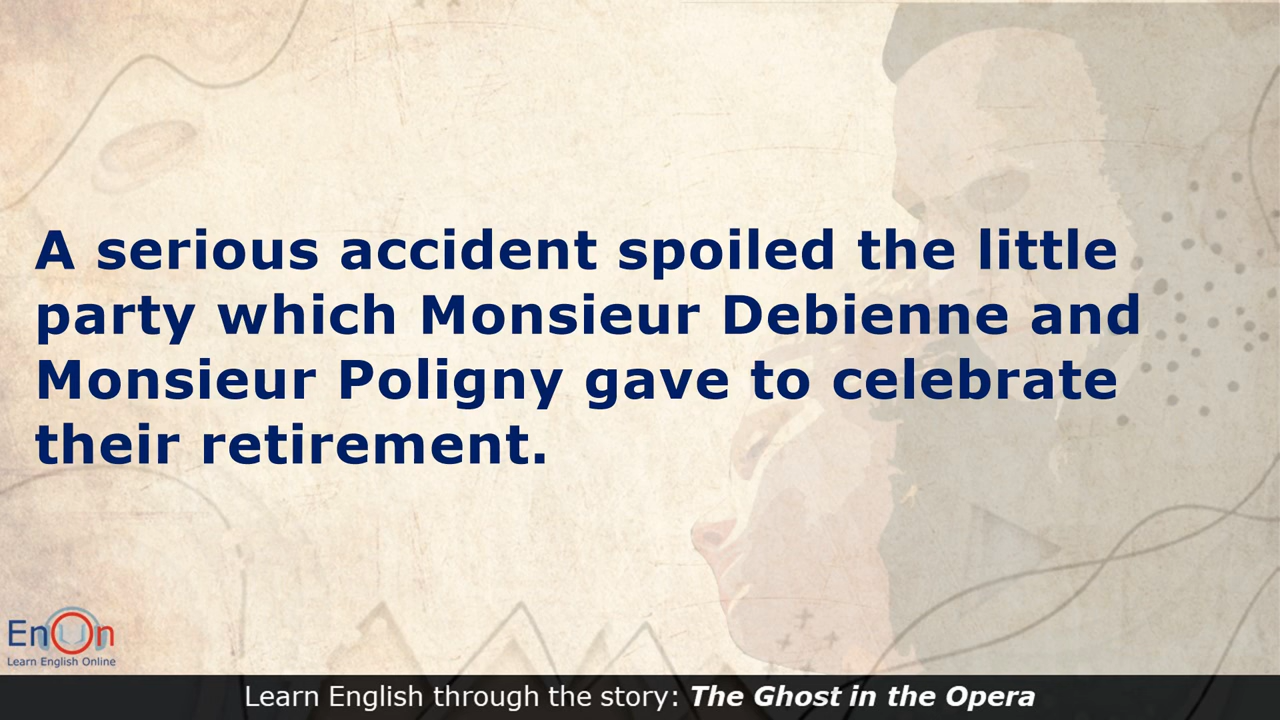 A serious accident spoiled the little
party which Monsieur Debienne and
Monsieur Poligny gave to celebrate
their retirement.
EnOn
Learn English Online
Learn English through the story: The Ghost in the Opera